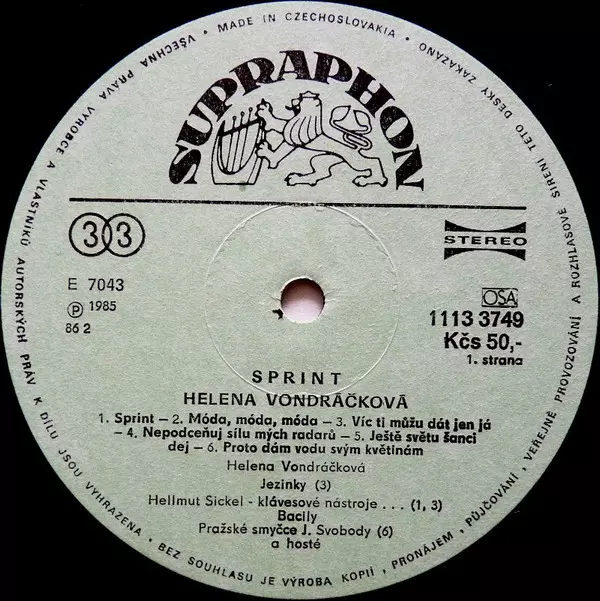 VŠECHNA PRÁVA VÝROBCE A VLASTNÍKŮ AUTORSKÝCH PRÁV K DÍLU JSOU VYHRAZENA • BEZ SOUHLASU JE VÝROBA KOPIÍ, PRONÁJEM, PŮJČOVÁNÍ, VEŘEJNÉ PROVOZOVÁNÍ A ROZHLASOVÉ ŠÍŘENÍ TÉTO DESKY ZAKÁZÁNO • MADE IN CZECHOSLOVAKIA •
SUPRAPHON
33
STEREO
E 7043
Ⓟ 1985
86 2
OSA
1113 3749
Kčs 50,-
1. strana
SPRINT
HELENA VONDRÁČKOVÁ
1. Sprint – 2. Móda, móda, móda – 3. Víc ti můžu dát jen já
– 4. Nepodceňuj sílu mých radarů – 5. Ještě světu šanci
dej – 6. Proto dám vodu svým květinám
Helena Vondráčková
Jezinky (3)
Hellmut Sickel - klávesové nástroje . . . (1, 3)
Bacily
Pražské smyčce J. Svobody (6)
a hosté